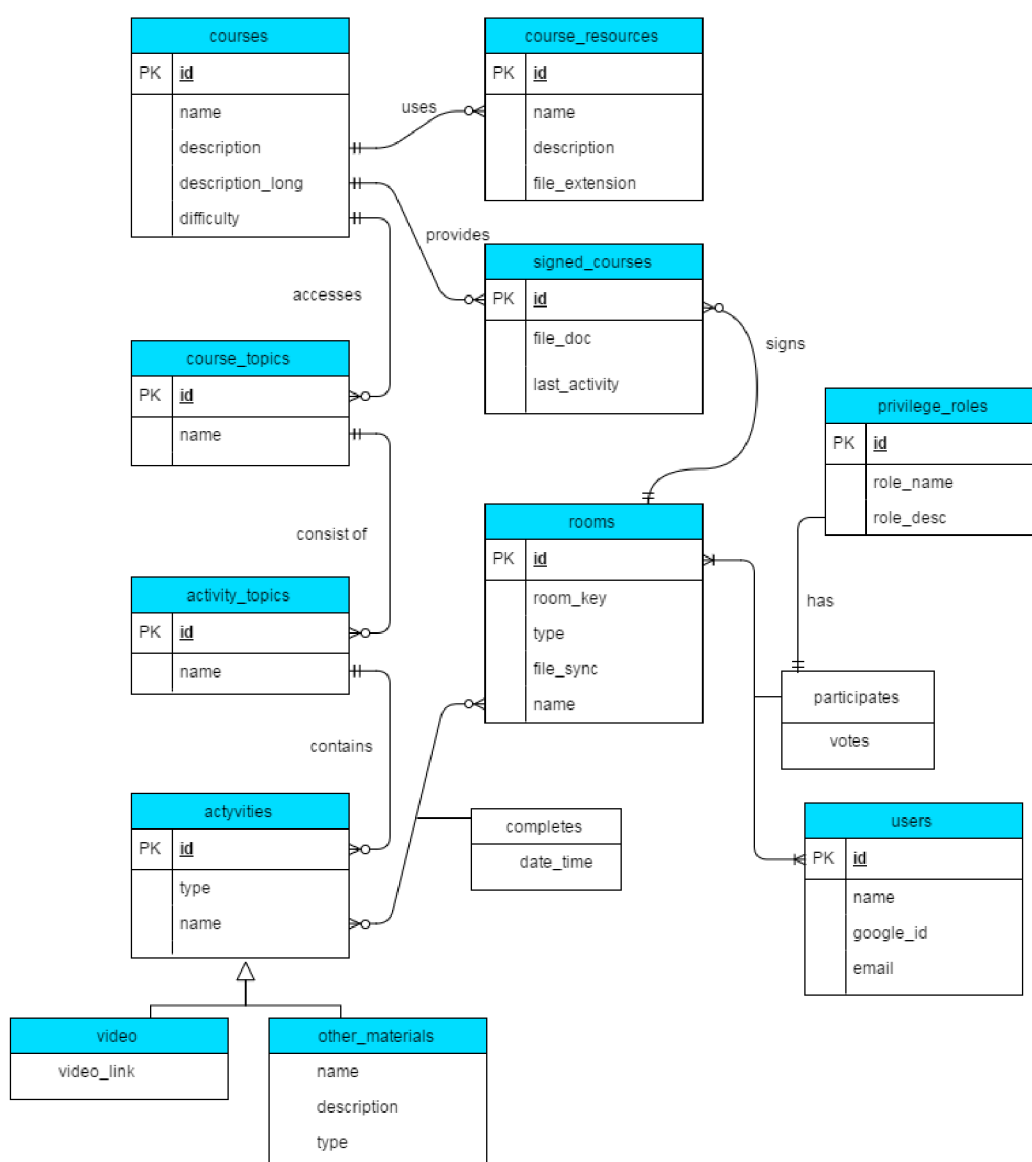 courses
PK id
name
description
description_long
difficulty
uses
course_resources
PK id
name
description
file_extension
provides
signed_courses
PK id
file_doc
last_activity
accesses
signs
course_topics
PK id
name
privilege_roles
PK id
role_name
role_desc
consist of
rooms
PK id
room_key
type
file_sync
name
has
activity_topics
PK id
name
participates
votes
contains
actyvities
PK id
type
name
completes
date_time
users
PK id
name
google_id
email
video
video_link
other_materials
name
description
type